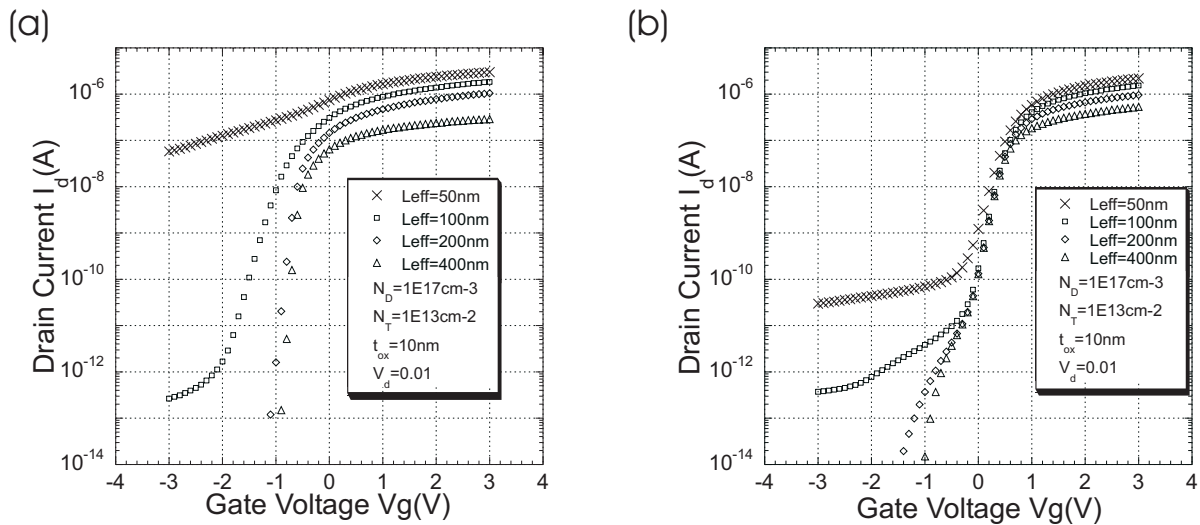 (a)
10^-6
10^-8
10^-10
10^-12
10^-14
-4 -3 -2 -1 0 1 2 3 4
Drain Current I_d(A)
Gate Voltage Vg(V)
Leff=50nm
Leff=100nm
Leff=200nm
Leff=400nm
N_D=1E17cm-3
N_T=1E13cm-2
t_ox=10nm
V_d=0.01
(b)
10^-6
10^-8
10^-10
10^-12
10^-14
-4 -3 -2 -1 0 1 2 3 4
Drain Current I_d(A)
Gate Voltage Vg(V)
Leff=50nm
Leff=100nm
Leff=200nm
Leff=400nm
N_D=1E17cm-3
N_T=1E13cm-2
t_ox=10nm
V_d=0.01